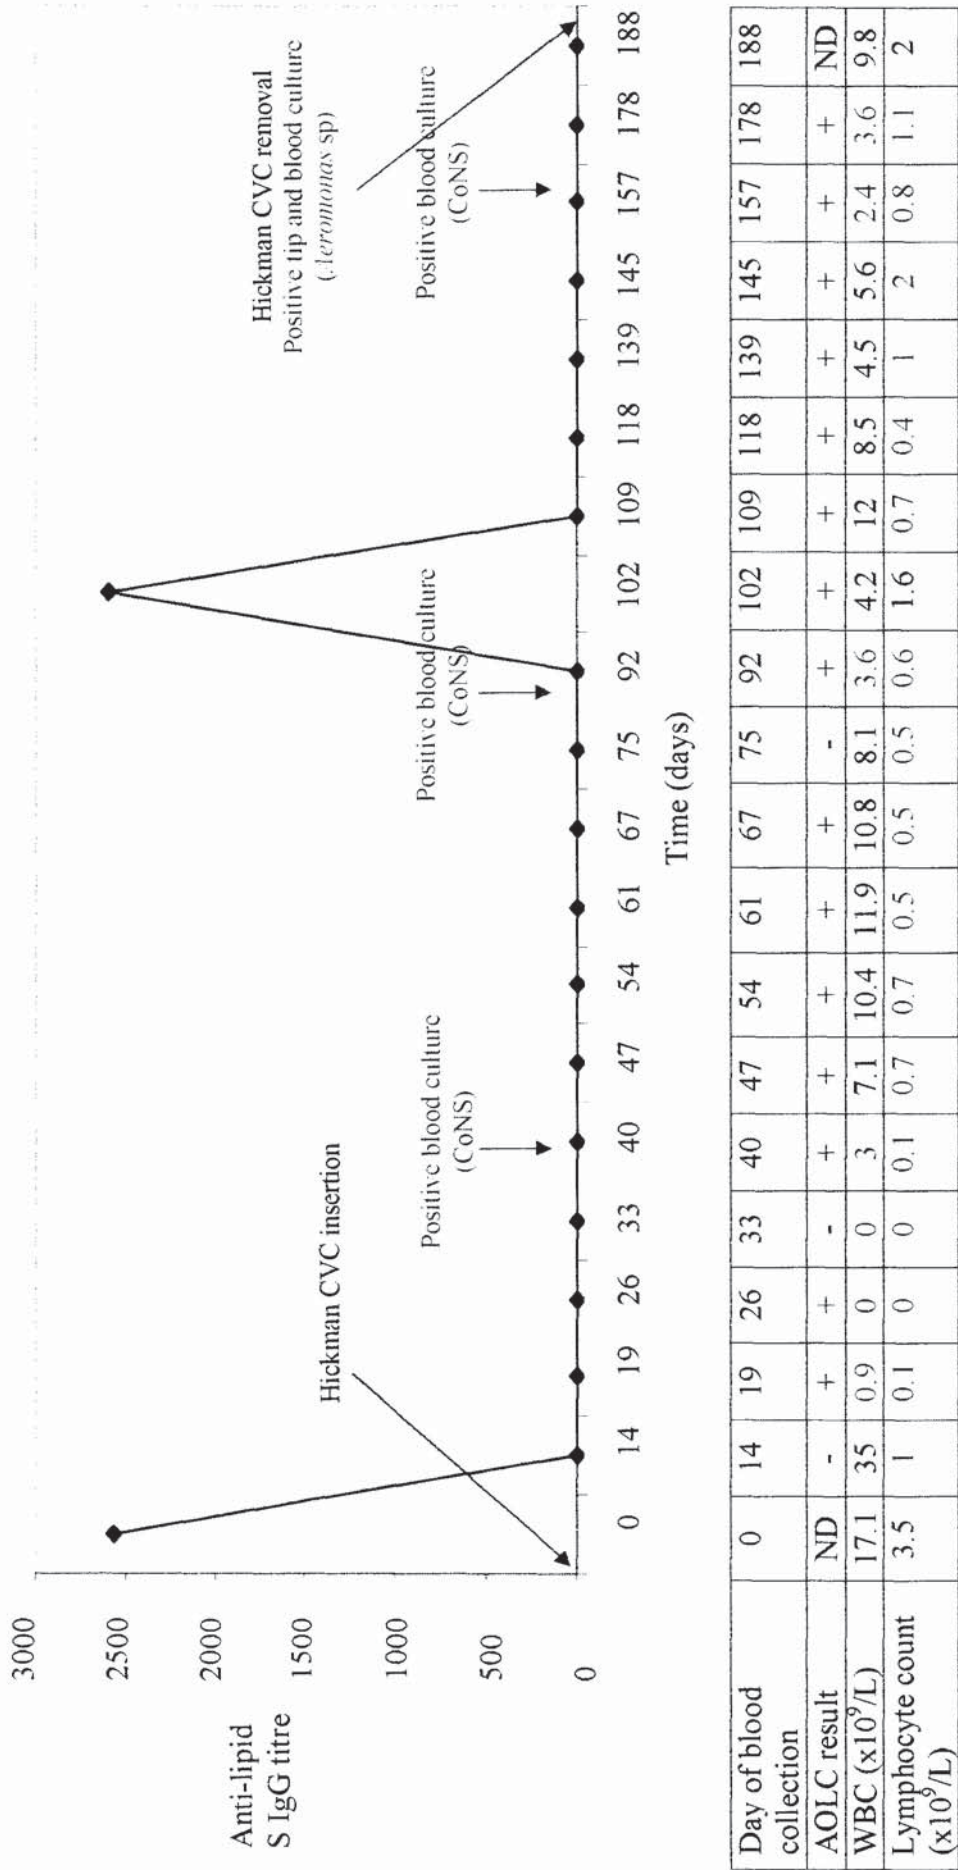 3000
2500
2000
1500
1000
500
0
Anti-lipid
S IgG titre
Hickman CVC insertion
Positive blood culture
(CoNS)
Positive blood culture
(CoNS)
Hickman CVC removal
Positive tip and blood culture
(Aeromonas sp)
Positive blood culture
(CoNS)
0 14 19 26 33 40 47 54 61 67 75 92 102 109 118 139 145 157 178 188
Time (days)
Day of blood collection 0 14 19 26 33 40 47 54 61 67 75 92 102 109 118 139 145 157 178 188
AOLC result ND - + + - + + + + + - + + + + + + + + ND
WBC (x10⁹/L) 17.1 35 0.9 0 0 3 7.1 10.4 11.9 10.8 8.1 3.6 4.2 12 8.5 4.5 5.6 2.4 3.6 9.8
Lymphocyte count (x10⁹/L) 3.5 1 0.1 0 0 0.1 0.7 0.7 0.5 0.5 0.5 0.6 1.6 0.7 0.4 1 2 0.8 1.1 2